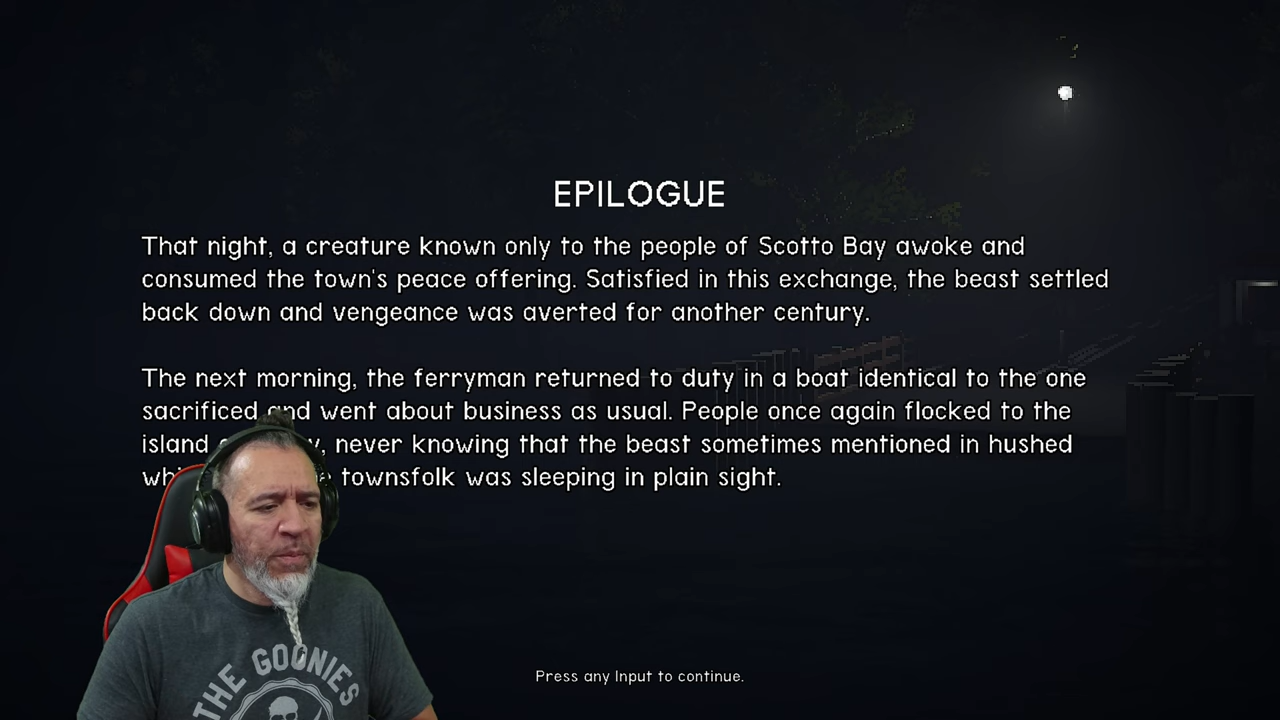 EPILOGUE
That night, a creature known only to the people of Scotto Bay awoke and
consumed the town's peace offering. Satisfied in this exchange, the beast settled
back down and vengeance was averted for another century.
The next morning, the ferryman returned to duty in a boat identical to the one
sacrificed and went about business as usual. People once again flocked to the
island never knowing that the beast sometimes mentioned in hushed
townsfolk was sleeping in plain sight.
THE GOONIES
Press any Input to continue.